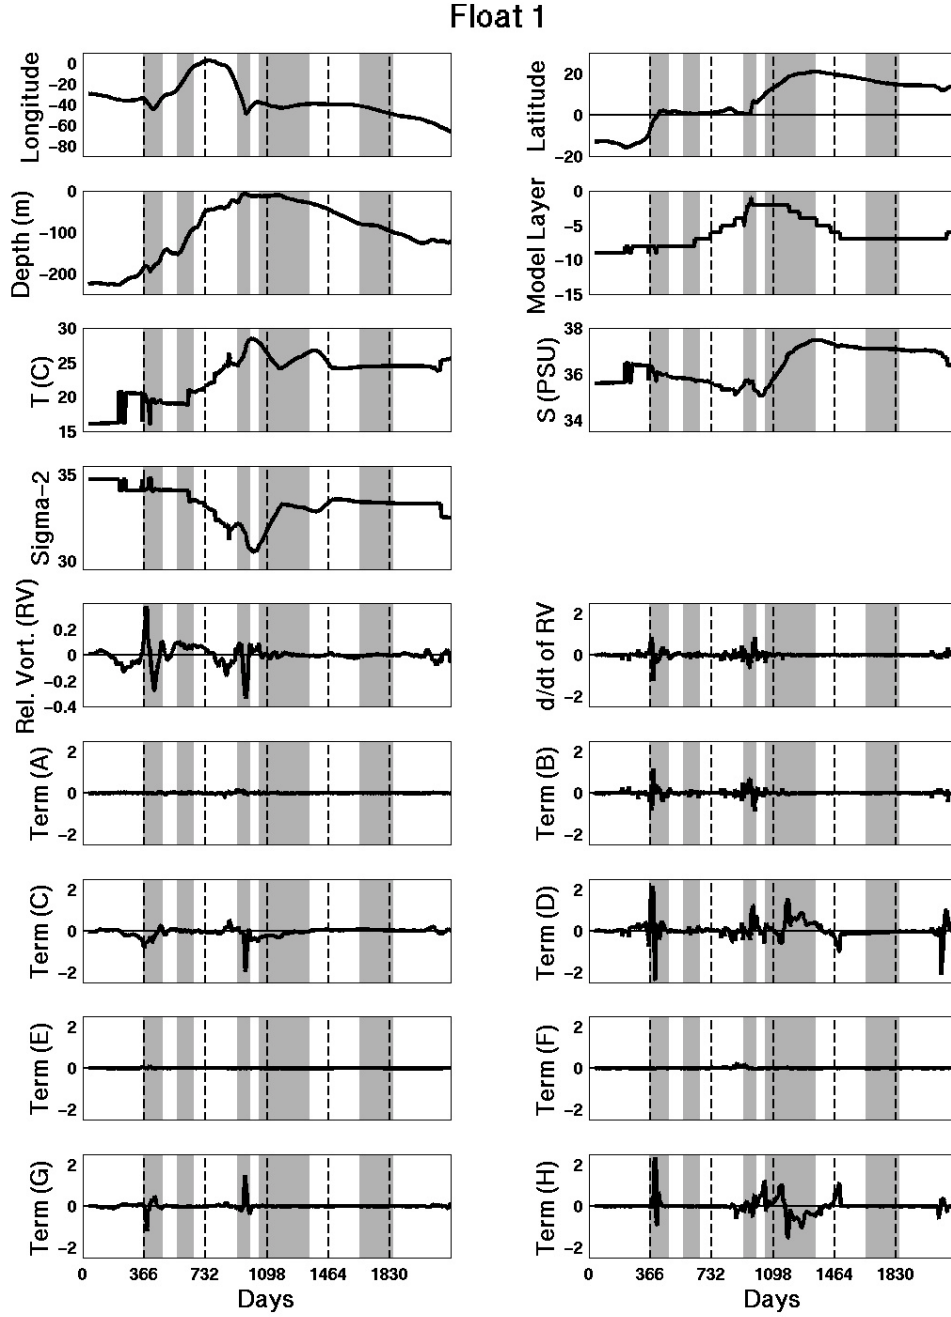 Float 1
Longitude
0
−20
−40
−60
−80
Latitude
20
0
−20
Depth (m)
0
−100
−200
Model Layer
0
−5
−10
−15
T (C)
30
25
20
15
S (PSU)
38
36
34
Sigma−2
35
30
Rel. Vort. (RV)
0.2
0
−0.2
−0.4
d/dt of RV
2
0
−2
Term (A)
2
0
−2
Term (B)
2
0
−2
Term (C)
2
0
−2
Term (D)
2
0
−2
Term (E)
2
0
−2
Term (F)
2
0
−2
Term (G)
2
0
−2
Term (H)
2
0
−2
0 366 732 1098 1464 1830
Days
0 366 732 1098 1464 1830
Days